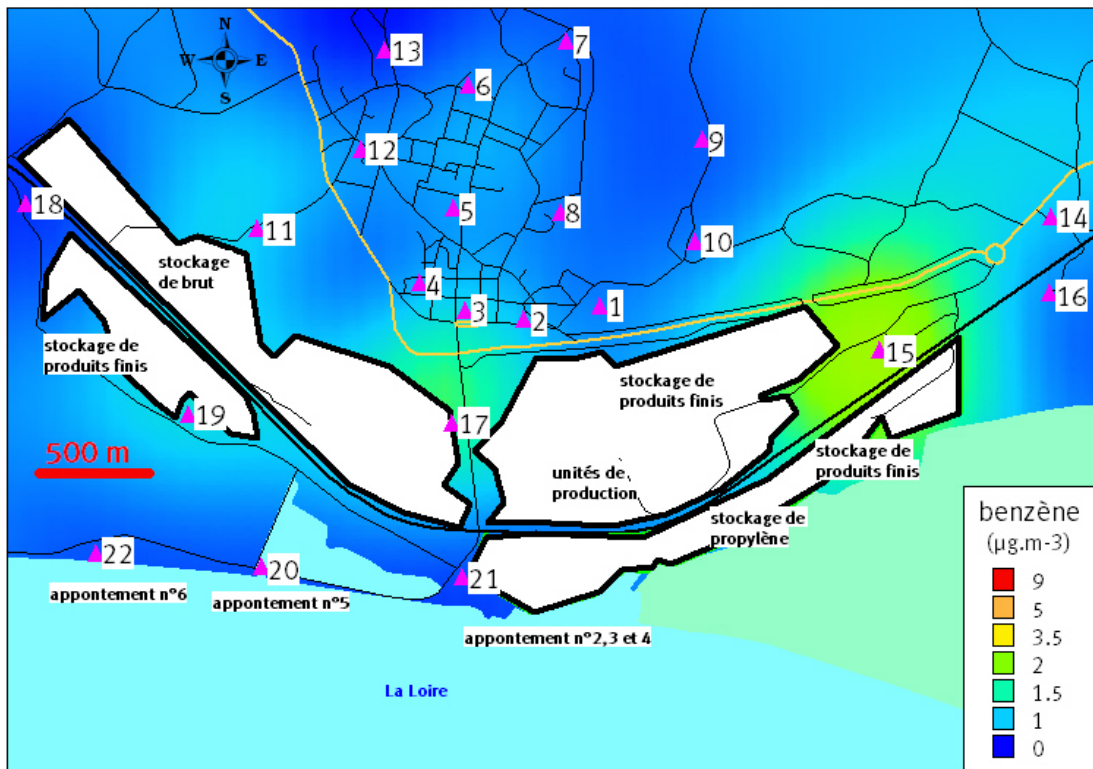 N
W E
S
13
7
6
9
12
18
5
8
14
11
10
stockage
de brut
4
16
3
2
1
stockage de
produits finis
15
stockage de
produits finis
19
17
500 m
stockage de
produits finis
unités de
production
stockage de
propylène
22
20
21
appontement n°6
appontement n°5
appontement n°2,3 et 4
La Loire
benzène
(µg.m-3)
9
5
3.5
2
1.5
1
0